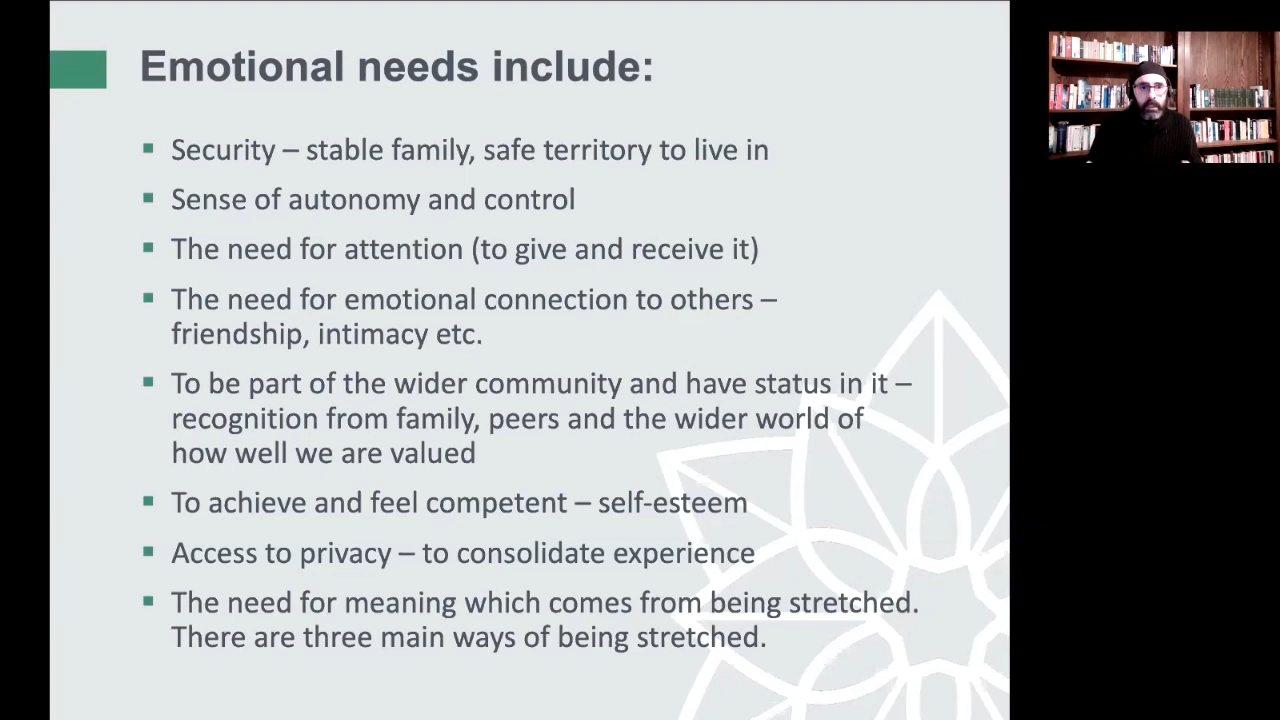 Emotional needs include:
▪ Security – stable family, safe territory to live in
▪ Sense of autonomy and control
▪ The need for attention (to give and receive it)
▪ The need for emotional connection to others –
friendship, intimacy etc.
▪ To be part of the wider community and have status in it –
recognition from family, peers and the wider world of
how well we are valued
▪ To achieve and feel competent – self-esteem
▪ Access to privacy – to consolidate experience
▪ The need for meaning which comes from being stretched.
There are three main ways of being stretched.